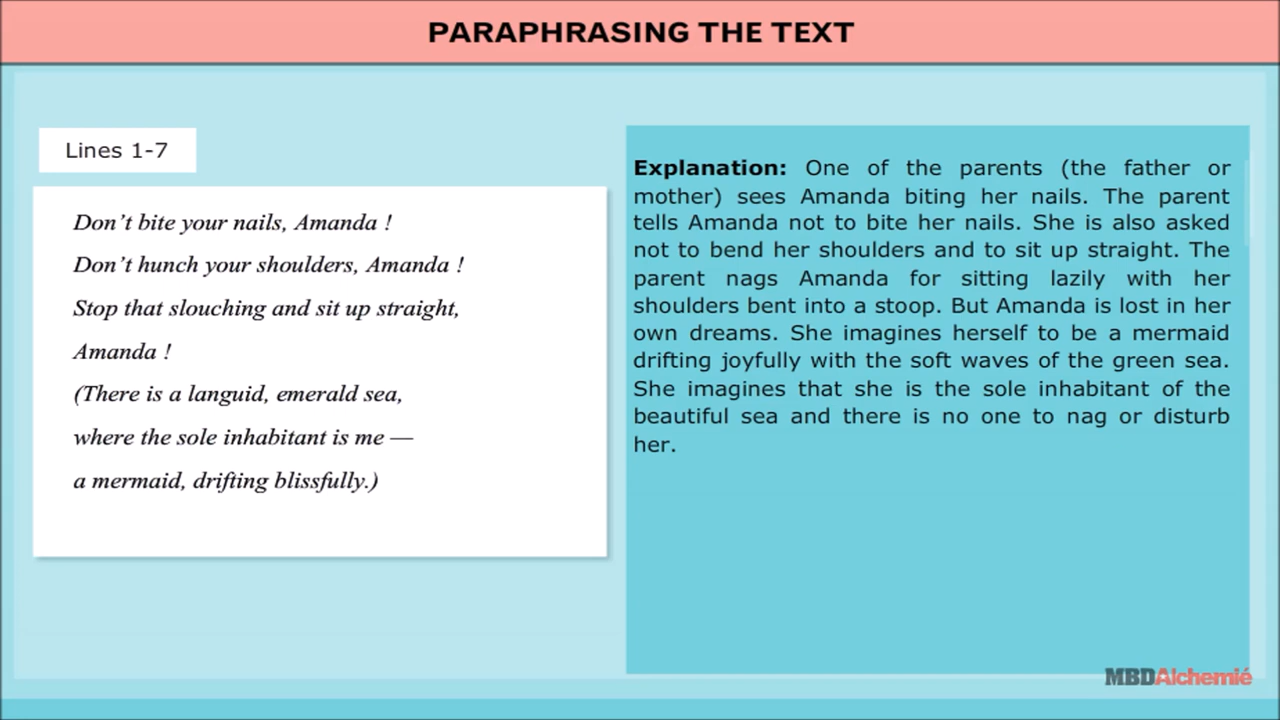 PARAPHRASING THE TEXT
Lines 1-7
Don’t bite your nails, Amanda !
Don’t hunch your shoulders, Amanda !
Stop that slouching and sit up straight,
Amanda !
(There is a languid, emerald sea,
where the sole inhabitant is me —
a mermaid, drifting blissfully.)
Explanation: One of the parents (the father or
mother) sees Amanda biting her nails. The parent
tells Amanda not to bite her nails. She is also asked
not to bend her shoulders and to sit up straight. The
parent nags Amanda for sitting lazily with her
shoulders bent into a stoop. But Amanda is lost in her
own dreams. She imagines herself to be a mermaid
drifting joyfully with the soft waves of the green sea.
She imagines that she is the sole inhabitant of the
beautiful sea and there is no one to nag or disturb
her.
MBDAlchemié